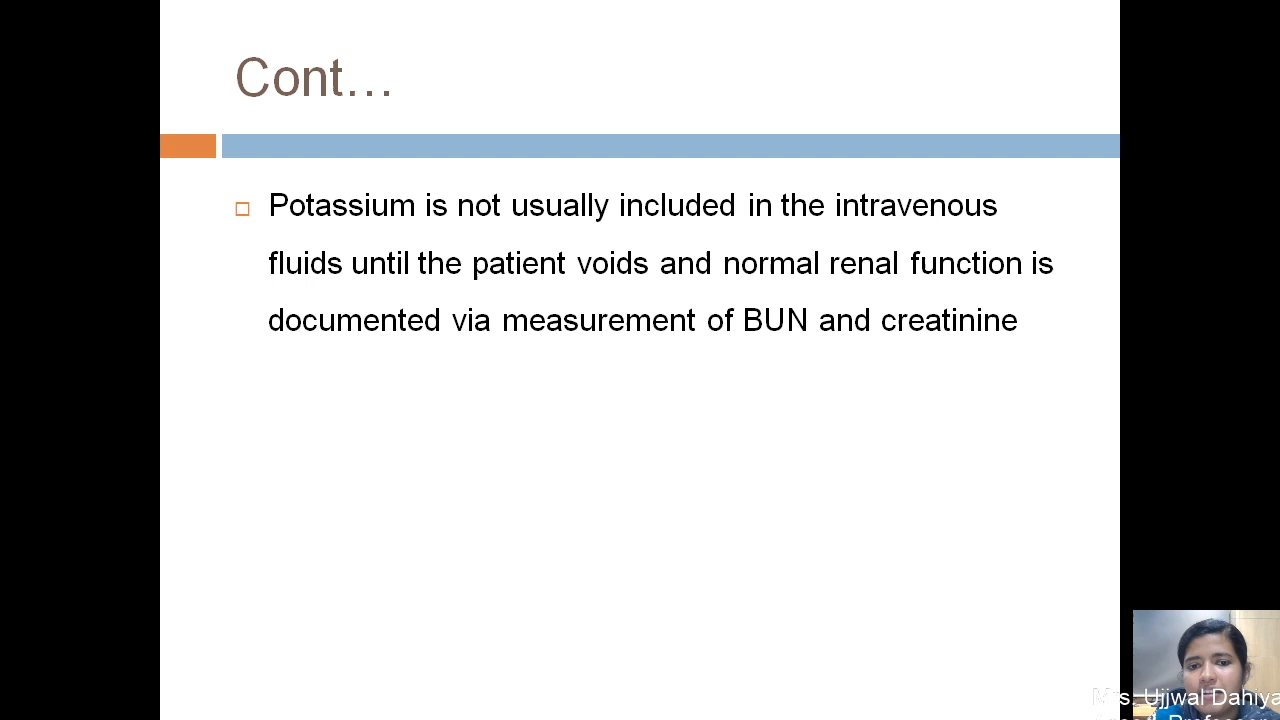 Cont…
Potassium is not usually included in the intravenous
fluids until the patient voids and normal renal function is
documented via measurement of BUN and creatinine
Mrs. Ujjwal Dahiya